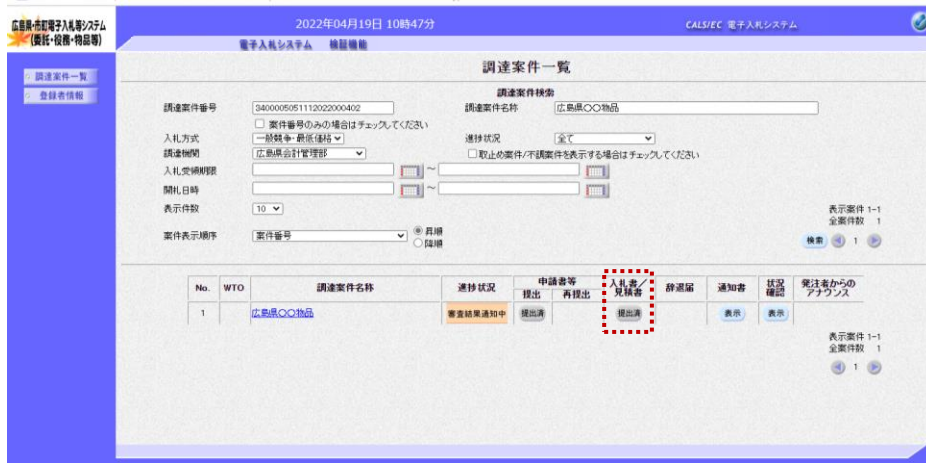 広島県・市町電子入札等システム
(委託・役務・物品等)
2022年04月19日 10時47分
CALS/EC 電子入札システム
電子入札システム 検証機能
調達案件一覧
登録者情報
調達案件一覧
調達案件検索
調達案件番号 3400005051112022000402 調達案件名称 広島県〇〇物品
案件番号のみの場合はチェックしてください
入札方式 一般競争・最低価格 進捗状況 全て
調達機関 広島県会計管理部 取止め案件/不調案件を表示する場合はチェックしてください
入札受領期限 ~
開札日時 ~
表示件数 10
表示案件 1-1
全案件数 1
案件表示順序 案件番号 昇順
降順
検索 1
No. WTO 調達案件名称 進捗状況 申請書等 入札書/見積書 辞退届 通知書 状況確認 発注者からのアナウンス
提出 再提出
1 広島県〇〇物品 審査結果通知中 提出済 提出済 表示 表示
表示案件 1-1
全案件数 1
1